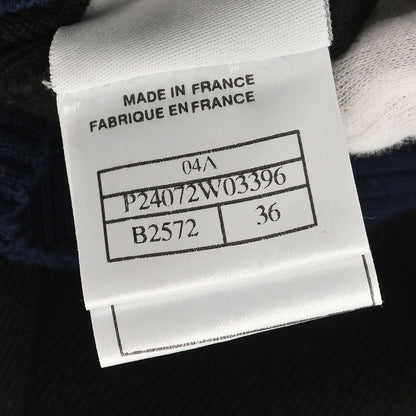 MADE IN FRANCE
FABRIQUE EN FRANCE
04A
P24072W03396
B2572 36